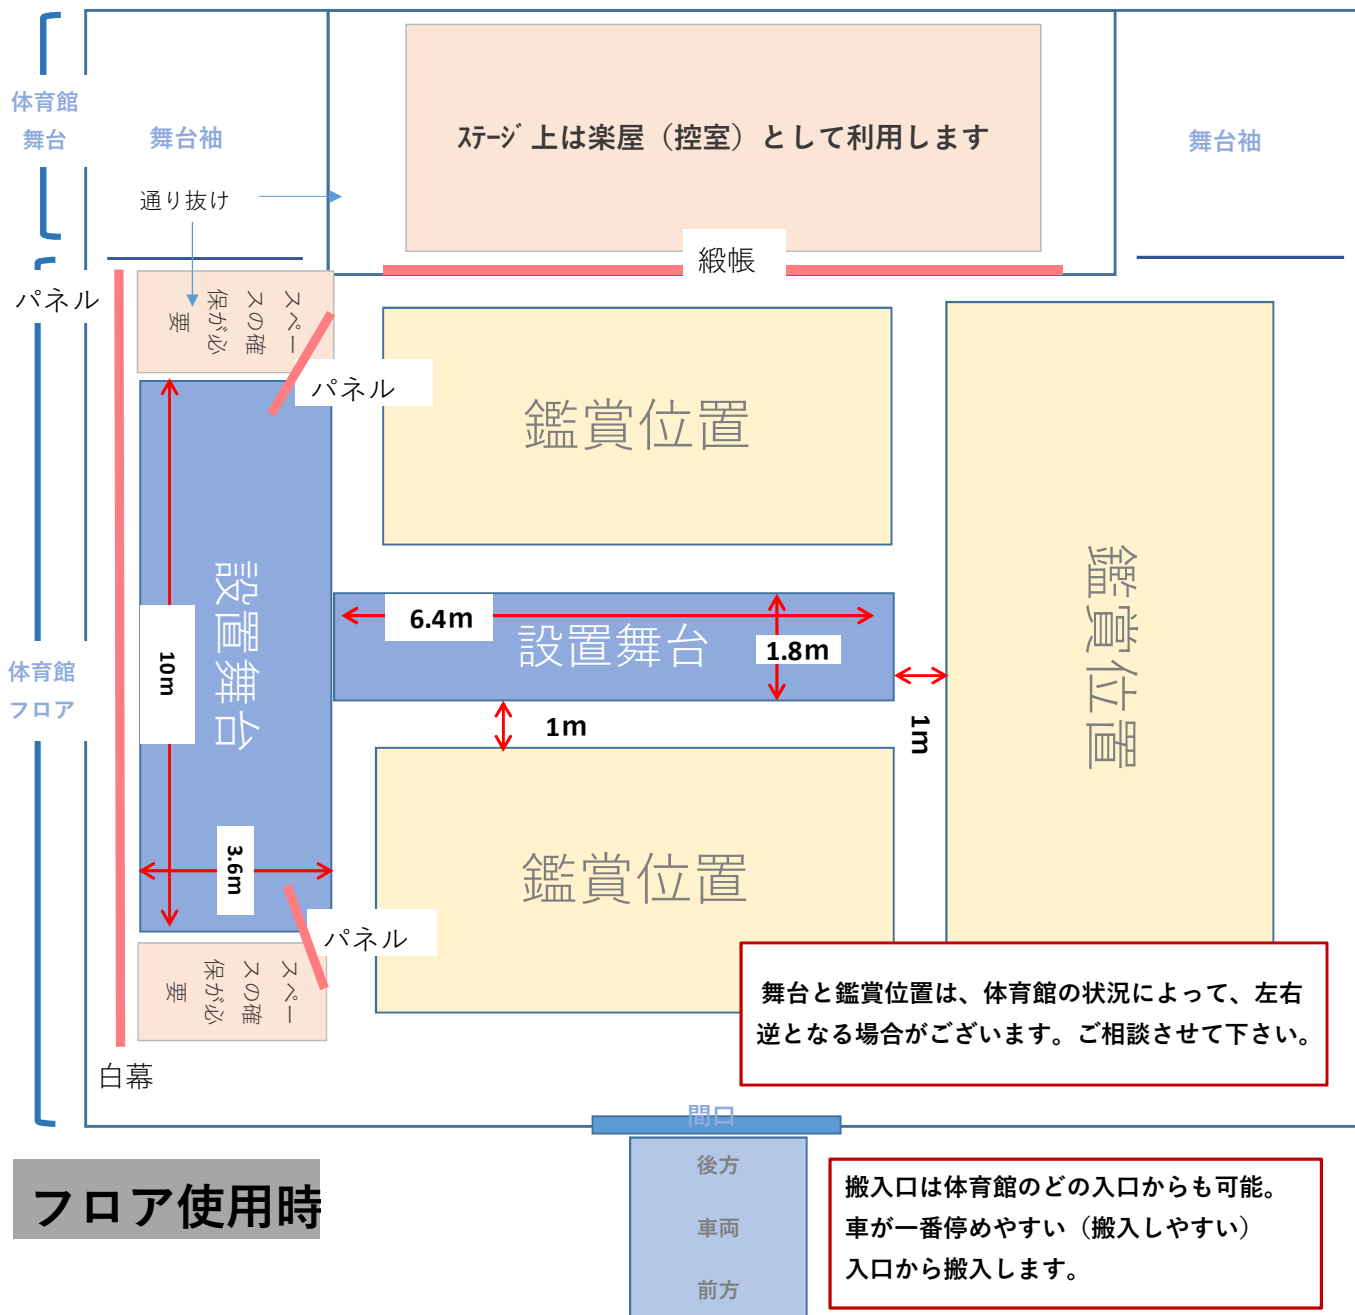 体育館
舞台
舞台袖
ｽﾃｰｼﾞ 上は楽屋（控室）として利用します
舞台袖
通り抜け
緞帳
パネル
スペー
スの確
保が必
要
パネル
鑑賞位置
鑑賞位置
設置舞台
10m
3.6m
6.4m
設置舞台
1.8m
1m
1m
体育館
フロア
鑑賞位置
パネル
スペー
スの確
保が必
要
白幕
舞台と鑑賞位置は、体育館の状況によって、左右
逆となる場合がございます。ご相談させて下さい。
間口
後方
車両
前方
フロア使用時
搬入口は体育館のどの入口からも可能。
車が一番停めやすい（搬入しやすい）
入口から搬入します。